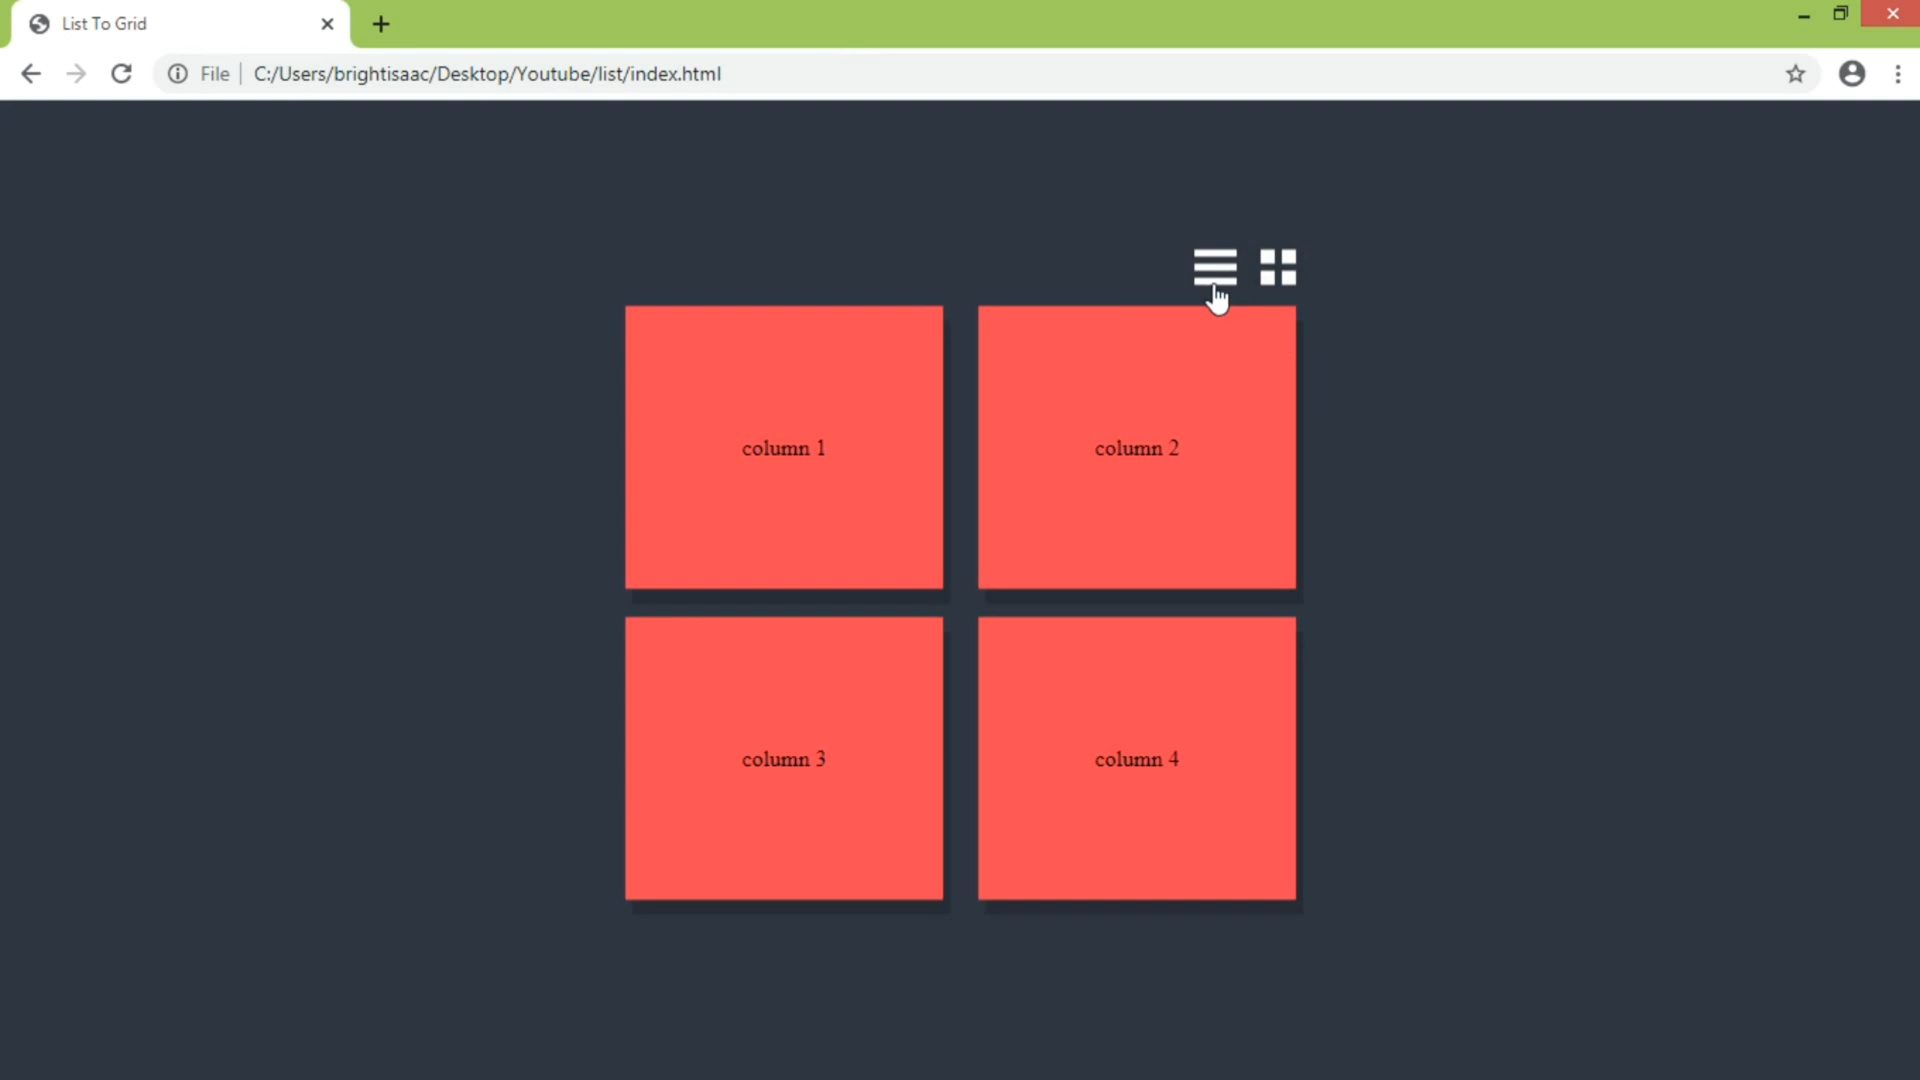 List To Grid
File C:/Users/brightisaac/Desktop/Youtube/list/index.html
column 1 column 2
column 3 column 4